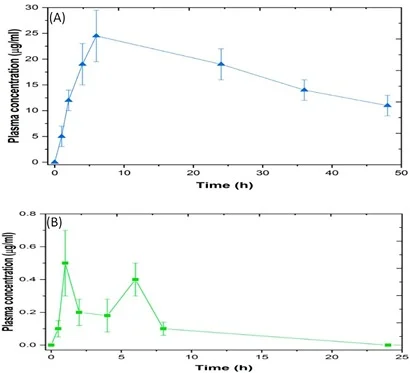 (A)
30
25
20
15
10
5
0
Plasma concentration (µg/ml)
0 10 20 30 40 50
Time (h)
(B)
0.8
0.6
0.4
0.2
0.0
Plasma concentration (µg/ml)
0 5 10 15 20 25
Time (h)